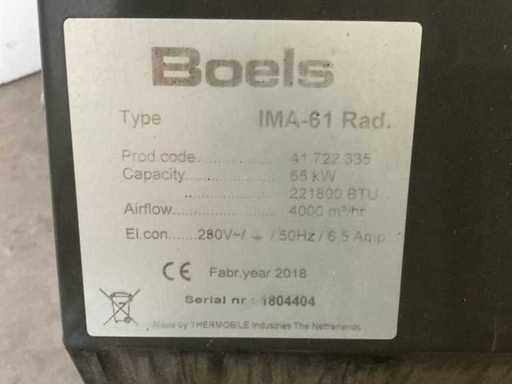 Boels
Type IMA-61 Rad.
Prod code 41 722 335
Capacity 65 kW
221800 BTU
Airflow 4000 m³/hr
El.con. 230V~/⏚/50Hz/6,5 Amp
CE Fabr.year 2018
Serial nr : 1804404
Made by THERMOBILE Industries The Netherlands